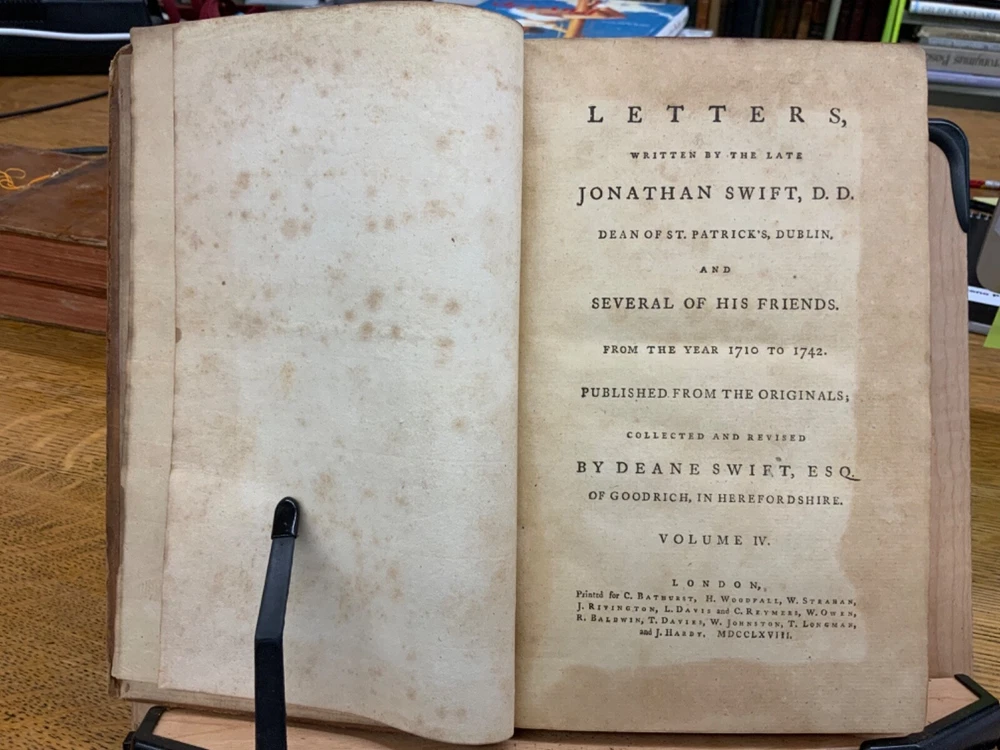 LETTERS,
WRITTEN BY THE LATE
JONATHAN SWIFT, D. D.
DEAN OF ST. PATRICK'S, DUBLIN,
AND
SEVERAL OF HIS FRIENDS.
FROM THE YEAR 1710 TO 1742.
PUBLISHED FROM THE ORIGINALS;
COLLECTED AND REVISED
BY DEANE SWIFT, ESQ.
OF GOODRICH, IN HEREFORDSHIRE.
VOLUME IV.
LONDON,
Printed for C. BATHURST, H. WOODFALL, W. STRAHAN,
J. RIVINGTON, L. DAVIS and C. REYMERS, W. OWEN,
R. BALDWIN, T. DAVIES, W. JOHNSTON, T. LONGMAN,
and J. HARDY. MDCCLXVIII.